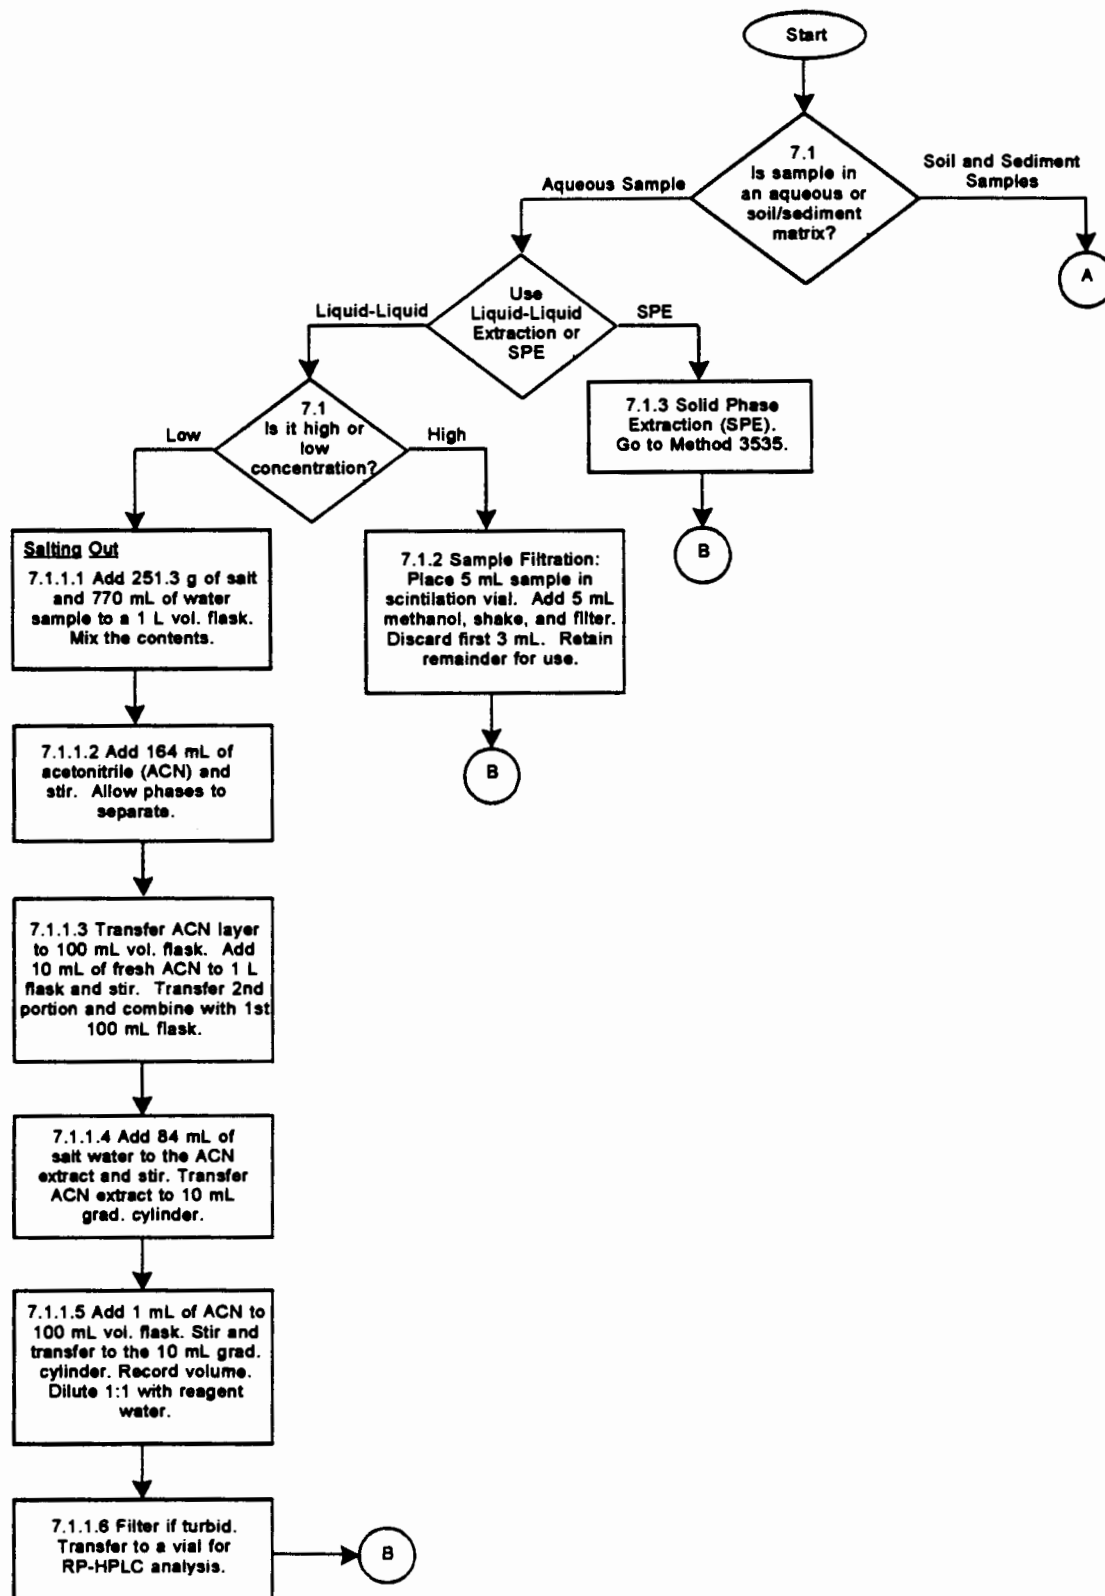 Start
7.1
Is sample in
an aqueous or
soil/sediment
matrix?
Aqueous Sample
Soil and Sediment
Samples
A
Use
Liquid-Liquid
Extraction or
SPE
Liquid-Liquid
SPE
7.1.3 Solid Phase
Extraction (SPE).
Go to Method 3535.
B
7.1
Is it high or
low
concentration?
Low
High
7.1.2 Sample Filtration:
Place 5 mL sample in
scintilation vial. Add 5 mL
methanol, shake, and filter.
Discard first 3 mL. Retain
remainder for use.
B
Salting Out
7.1.1.1 Add 251.3 g of salt
and 770 mL of water
sample to a 1 L vol. flask.
Mix the contents.
7.1.1.2 Add 164 mL of
acetonitrile (ACN) and
stir. Allow phases to
separate.
7.1.1.3 Transfer ACN layer
to 100 mL vol. flask. Add
10 mL of fresh ACN to 1 L
flask and stir. Transfer 2nd
portion and combine with 1st
100 mL flask.
7.1.1.4 Add 84 mL of
salt water to the ACN
extract and stir. Transfer
ACN extract to 10 mL
grad. cylinder.
7.1.1.5 Add 1 mL of ACN to
100 mL vol. flask. Stir and
transfer to the 10 mL grad.
cylinder. Record volume.
Dilute 1:1 with reagent
water.
7.1.1.6 Filter if turbid.
Transfer to a vial for
RP-HPLC analysis.
B